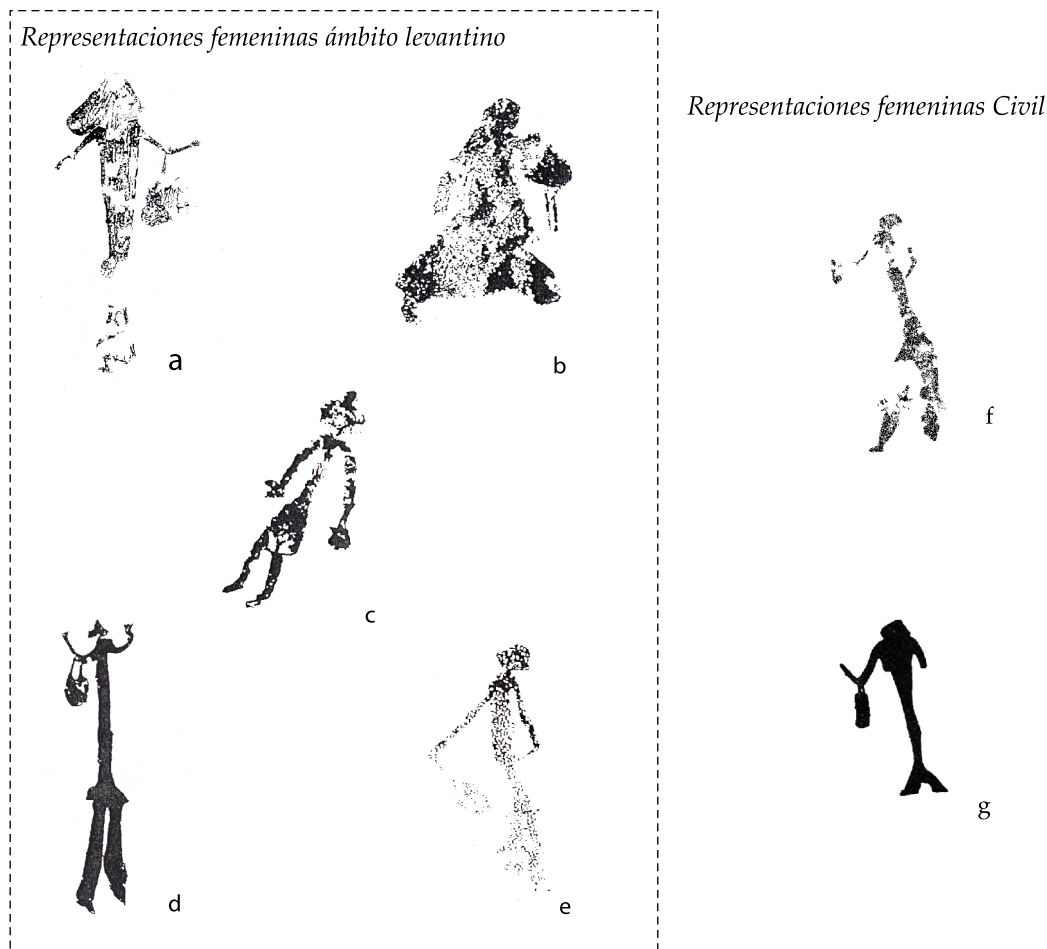 Representaciones femeninas ámbito levantino
Representaciones femeninas Civil
a
b
f
c
d
e
g